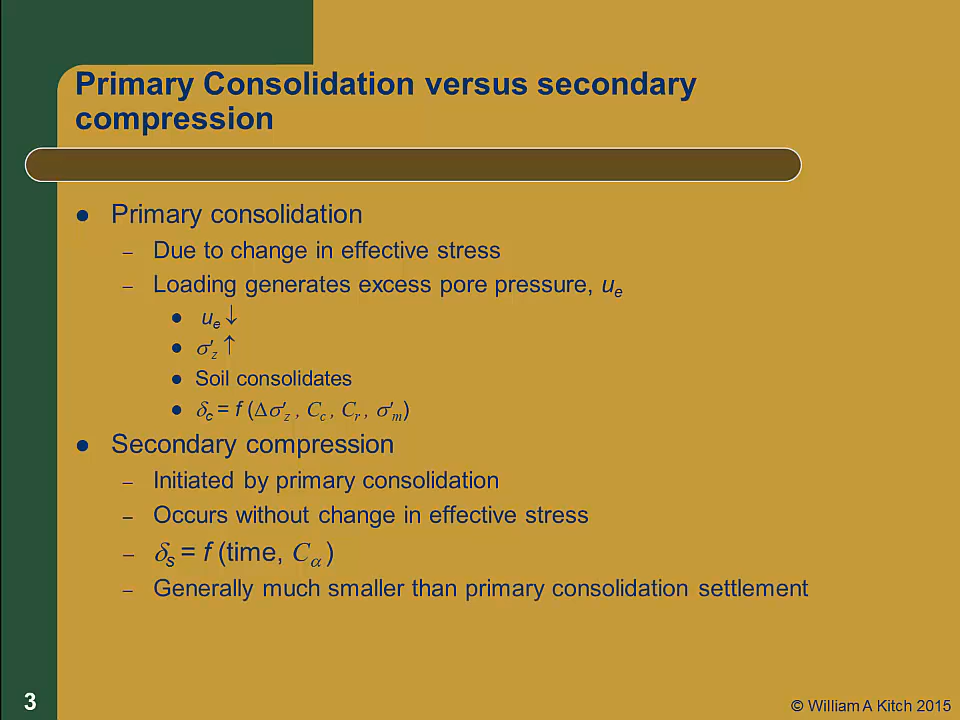 Primary Consolidation versus secondary
compression
● Primary consolidation
– Due to change in effective stress
– Loading generates excess pore pressure, uₑ
● uₑ ↓
● σ′z ↑
● Soil consolidates
● δc = f (Δσ′z , Cc , Cr , σ′m)
● Secondary compression
– Initiated by primary consolidation
– Occurs without change in effective stress
– δs = f (time, Cα )
– Generally much smaller than primary consolidation settlement
3
© William A Kitch 2015